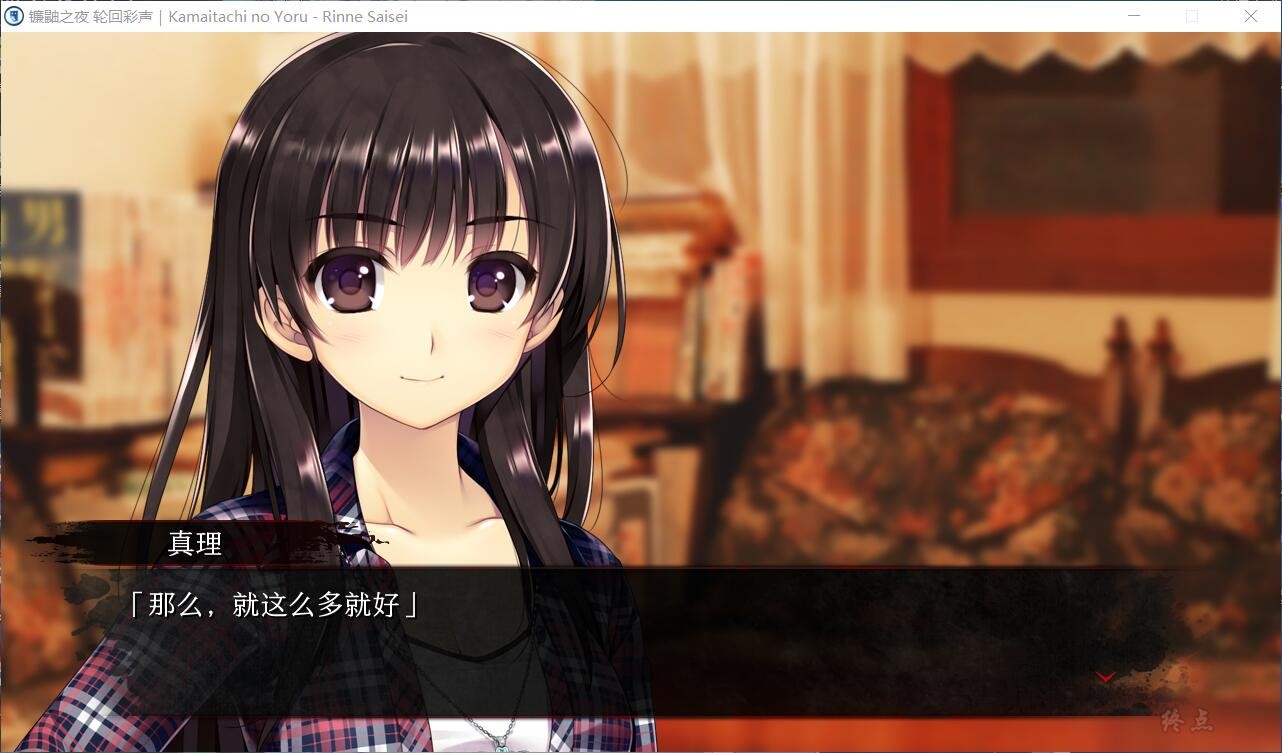 镰鼬之夜 轮回彩声 | Kamaitachi no Yoru - Rinne Saisei
男
真理
「那么，就这么多就好」
终点